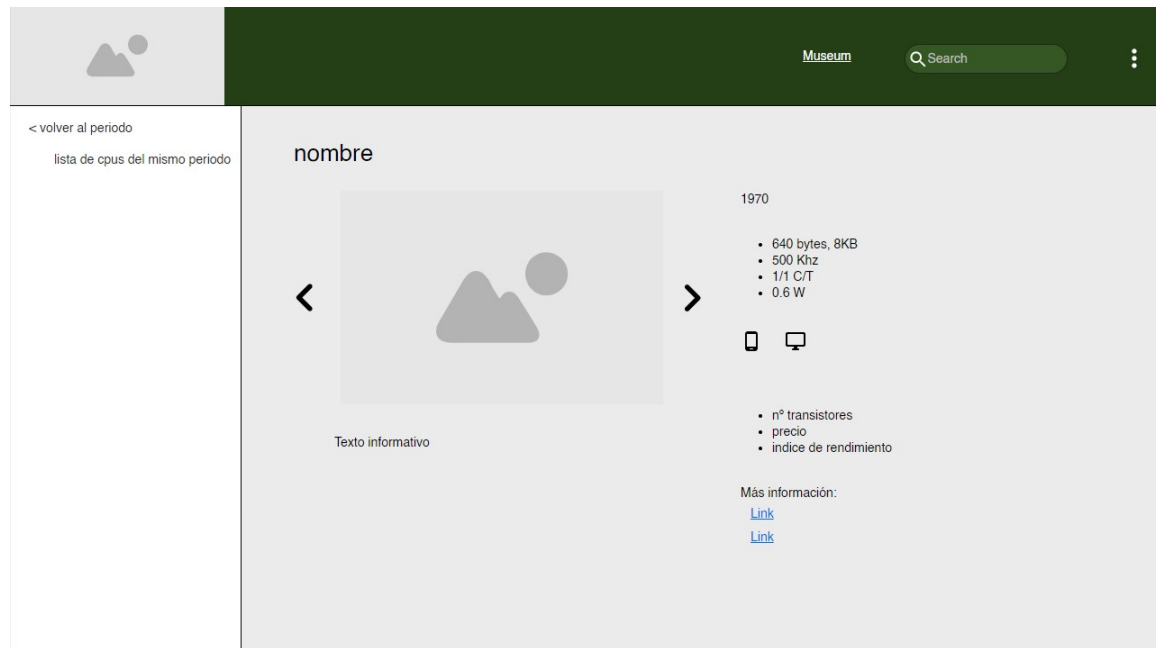 Museum
Search
< volver al periodo
lista de cpus del mismo periodo
nombre
1970
640 bytes, 8KB
500 Khz
1/1 C/T
0.6 W
Texto informativo
nº transistores
precio
indice de rendimiento
Más información:
Link
Link